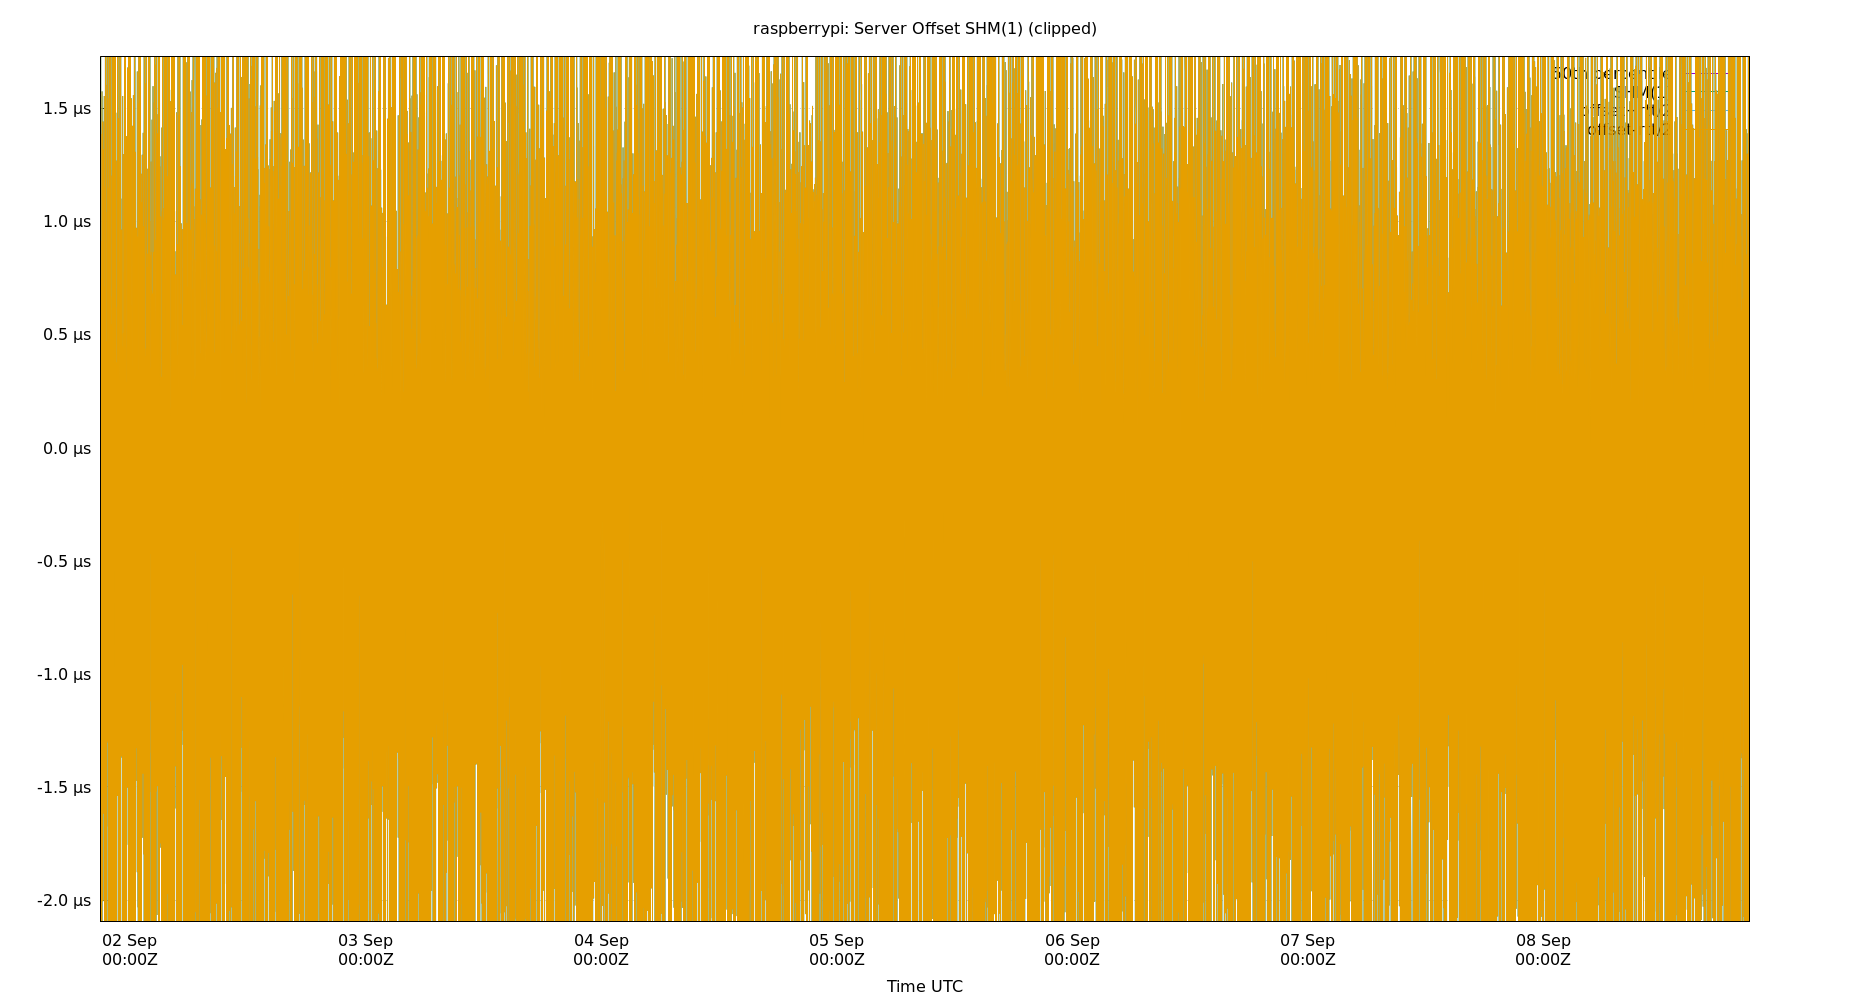 raspberrypi: Server Offset SHM(1) (clipped)
1.5 µs
1.0 µs
0.5 µs
0.0 µs
-0.5 µs
-1.0 µs
-1.5 µs
-2.0 µs
02 Sep 03 Sep 04 Sep 05 Sep 06 Sep 07 Sep 08 Sep
00:00Z 00:00Z 00:00Z 00:00Z 00:00Z 00:00Z 00:00Z
Time UTC